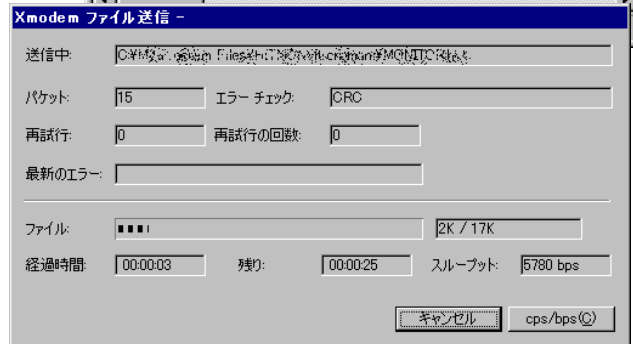 Xmodem ファイル送信 -
送信中:
パケット: 15 エラー チェック: CRC
再試行: 0 再試行の回数: 0
最新のエラー:
ファイル: 2K / 17K
経過時間: 00:00:03 残り: 00:00:25 スループット: 5780 bps
キャンセル cps/bps(C)